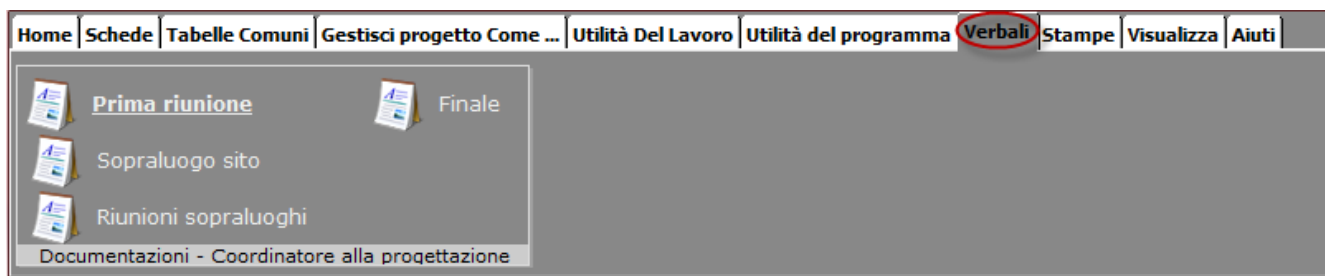 Home Schede Tabelle Comuni Gestisci progetto Come ... Utilità Del Lavoro Utilità del programma Verbali Stampe Visualizza Aiuti
Prima riunione Finale
Sopraluogo sito
Riunioni sopraluoghi
Documentazioni - Coordinatore alla progettazione